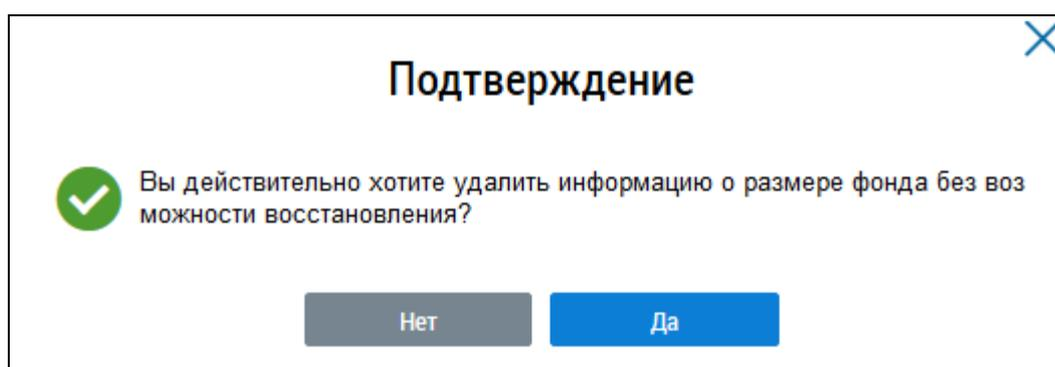 Подтверждение
Вы действительно хотите удалить информацию о размере фонда без воз
можности восстановления?
Нет
Да